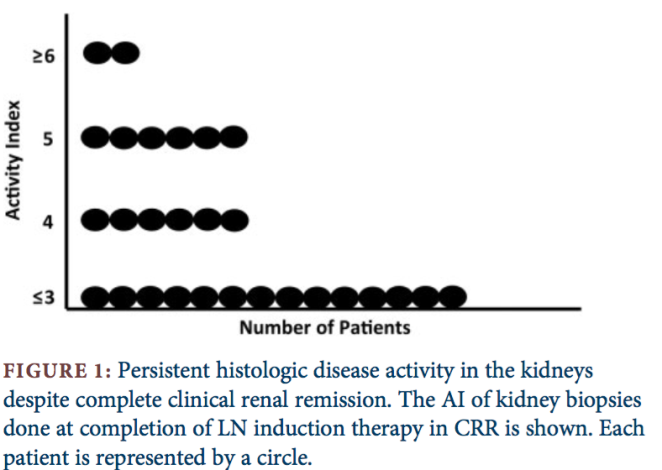 ≥6
5
4
≤3
Activity Index
Number of Patients
FIGURE 1: Persistent histologic disease activity in the kidneys
despite complete clinical renal remission. The AI of kidney biopsies
done at completion of LN induction therapy in CRR is shown. Each
patient is represented by a circle.